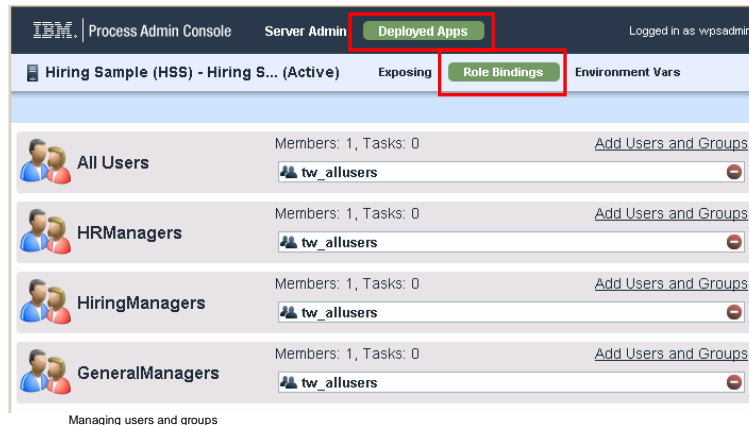 IBM. Process Admin Console Server Admin Deployed Apps Logged in as wpsadmin
Hiring Sample (HSS) - Hiring S... (Active) Exposing Role Bindings Environment Vars
All Users Members: 1, Tasks: 0 Add Users and Groups
tw_allusers
HRManagers Members: 1, Tasks: 0 Add Users and Groups
tw_allusers
HiringManagers Members: 1, Tasks: 0 Add Users and Groups
tw_allusers
GeneralManagers Members: 1, Tasks: 0 Add Users and Groups
tw_allusers
Managing users and groups